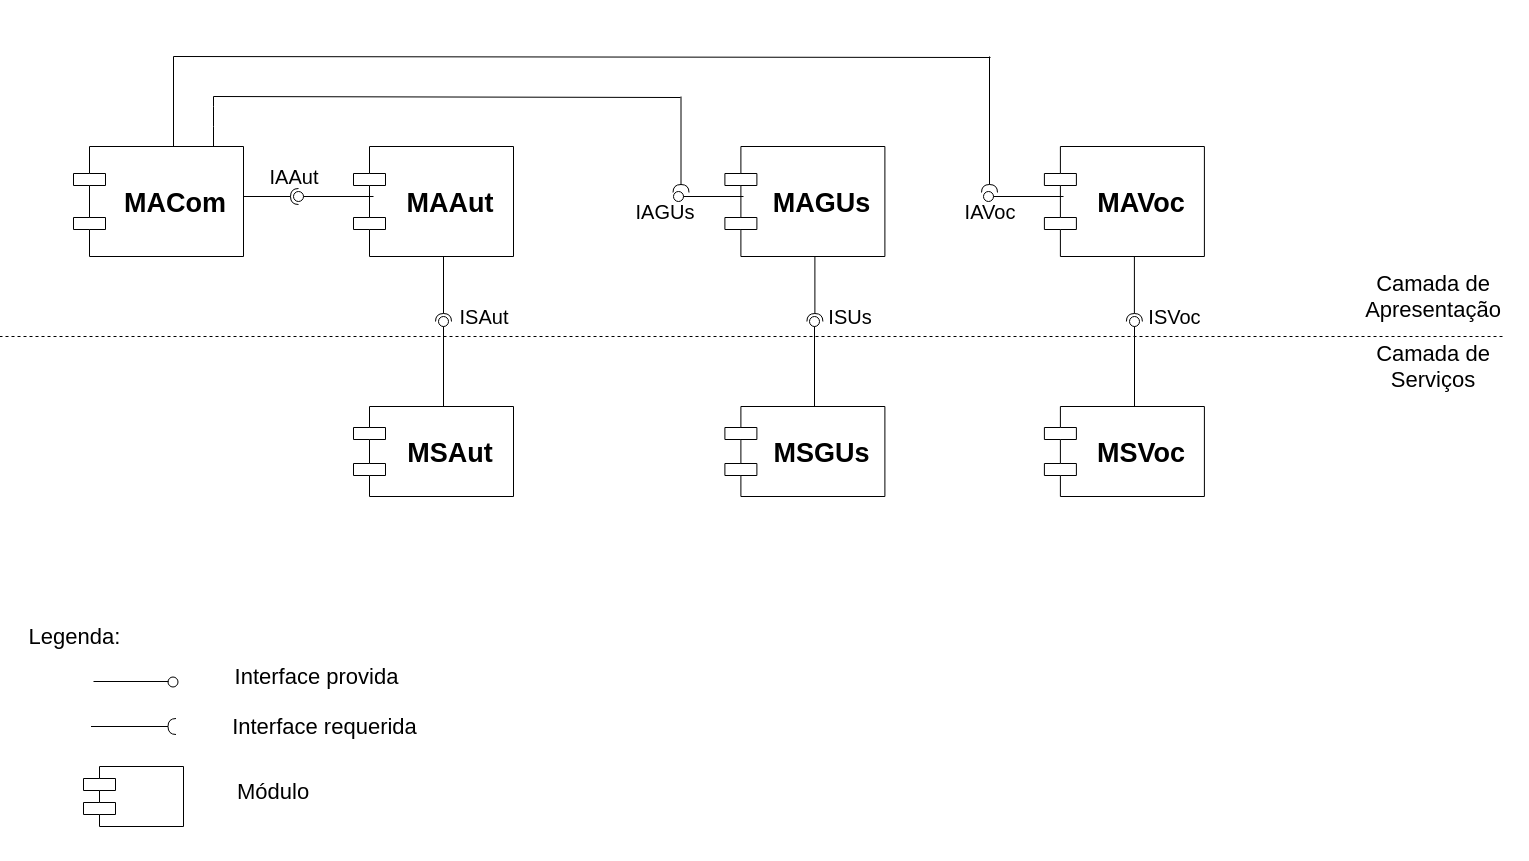 IAAut
MACom
MAAut
MAGUs
MAVoc
IAGUs
IAVoc
Camada de
Apresentação
ISAut
ISUs
ISVoc
Camada de
Serviços
MSAut
MSGUs
MSVoc
Legenda:
Interface provida
Interface requerida
Módulo